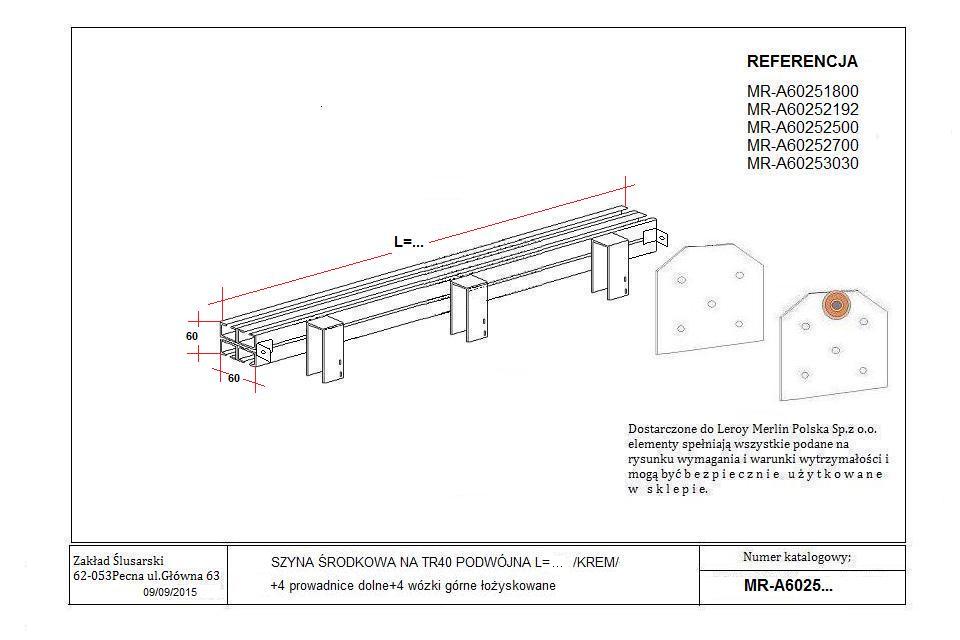 REFERENCJA
MR-A60251800
MR-A60252192
MR-A60252500
MR-A60252700
MR-A60253030
L=...
60
60
Dostarczone do Leroy Merlin Polska Sp.z o.o.
elementy spełniają wszystkie podane na
rysunku wymagania i warunki wytrzymałości i
mogą być b e z p i e c z n i e u ż y t k o w a n e
w s k l e p i e.
Zakład Ślusarski
62-053Pecna ul.Główna 63
09/09/2015
SZYNA ŚRODKOWA NA TR40 PODWÓJNA L=... /KREM/
+4 prowadnice dolne+4 wózki górne łożyskowane
Numer katalogowy;
MR-A6025...